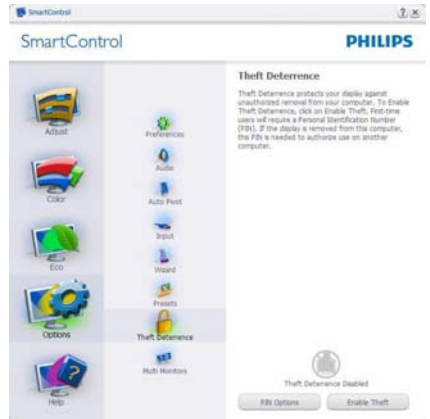 SmartControl
SmartControl
PHILIPS
Adjust
Color
Eco
Options
Help
Preferences
Audio
Auto Pivot
Input
Wizard
Presets
Theft Deterrence
Multi Monitors
Theft Deterrence
Theft Deterrence protects your display against
unauthorized removal from your computer. To Enable
Theft Deterrence, click on Enable Theft. First-time
users will require a Personal Identification Number
(PIN). If the display is removed from this computer,
this PIN is needed to authorize use on another
computer.
Theft Deterrence Disabled
PIN Options
Enable Theft